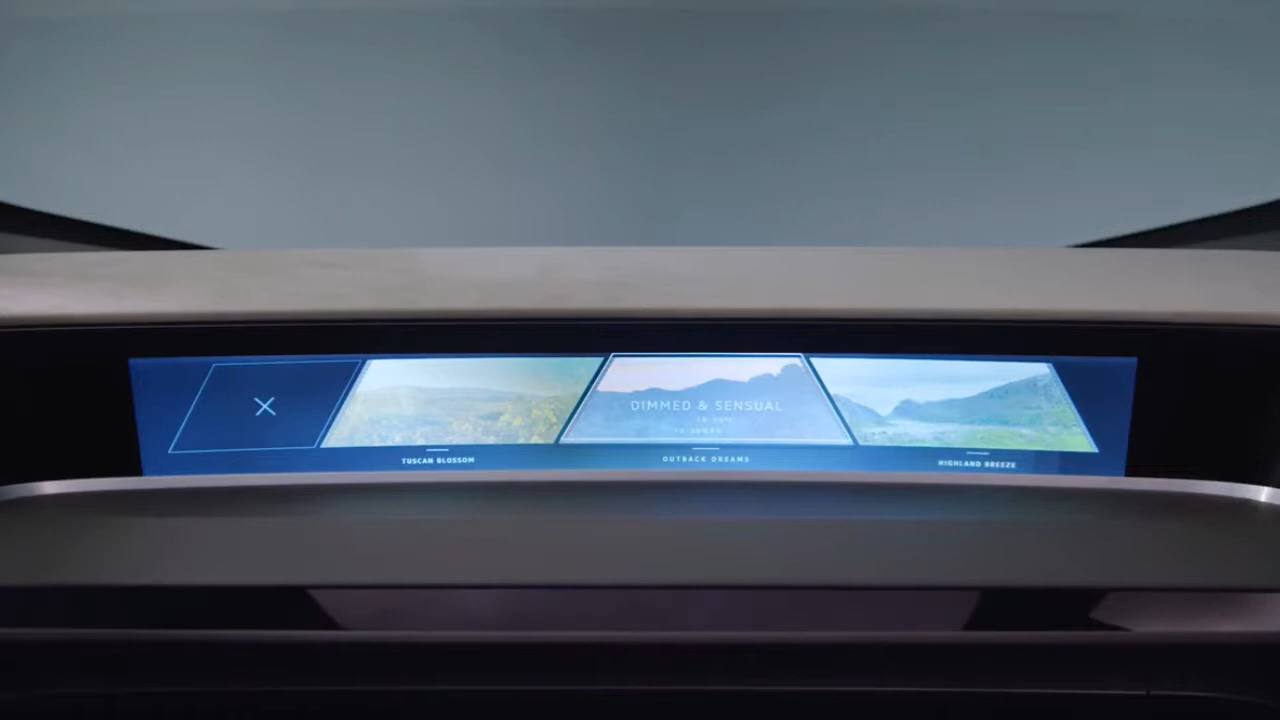 DIMMED & SENSUAL
TUSCAN BLOSSOM
OUTBACK DREAMS
HIGHLAND BREEZE